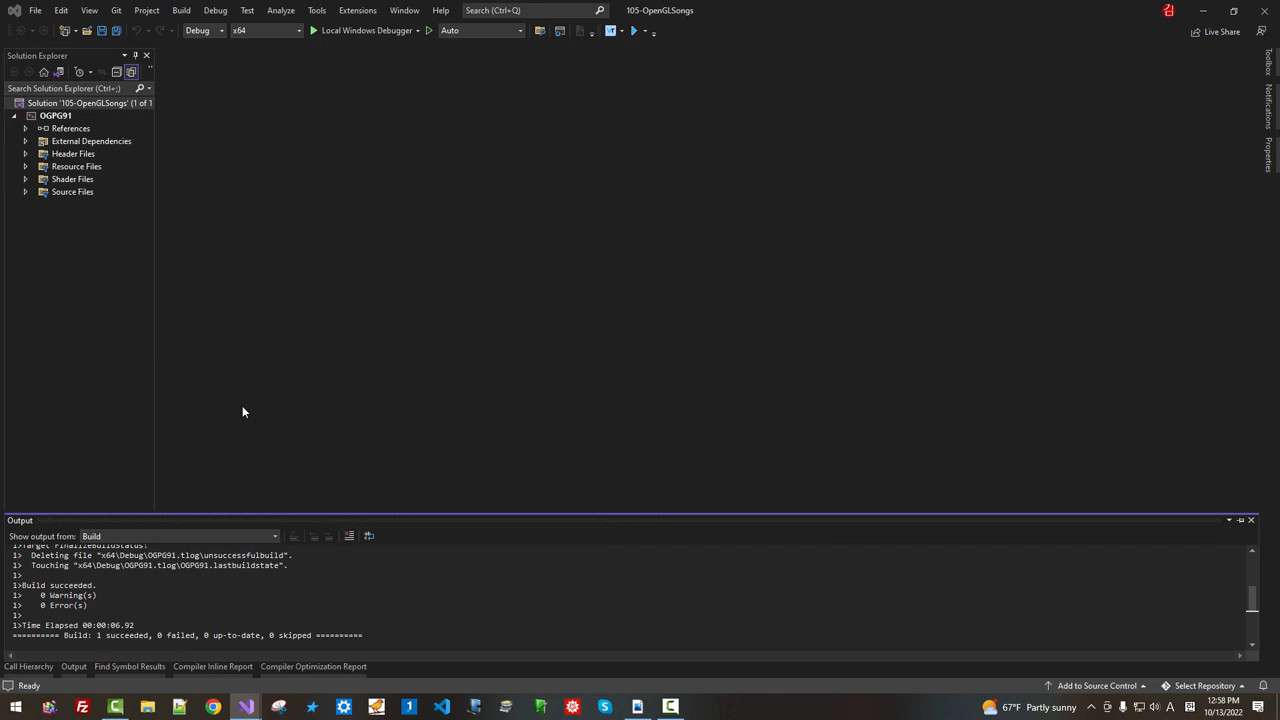 File Edit View Git Project Build Debug Test Analyze Tools Extensions Window Help Search (Ctrl+Q) 105-OpenGLSongs
Debug x64 Local Windows Debugger Auto Live Share
Solution Explorer
Search Solution Explorer (Ctrl+;)
Solution '105-OpenGLSongs' (1 of 1
OGPG91
References
External Dependencies
Header Files
Resource Files
Shader Files
Source Files
Toolbox
Notifications
Properties
Output
Show output from: Build
1>Target FinalizeBuildStatus:
1> Deleting file "x64\Debug\OGPG91.tlog\unsuccessfulbuild".
1> Touching "x64\Debug\OGPG91.tlog\OGPG91.lastbuildstate".
1>
1>Build succeeded.
1> 0 Warning(s)
1> 0 Error(s)
1>
1>Time Elapsed 00:00:06.92
========== Build: 1 succeeded, 0 failed, 0 up-to-date, 0 skipped ==========
Call Hierarchy Output Find Symbol Results Compiler Inline Report Compiler Optimization Report
Ready Add to Source Control Select Repository
67°F Partly sunny A 12:58 PM
10/13/2022